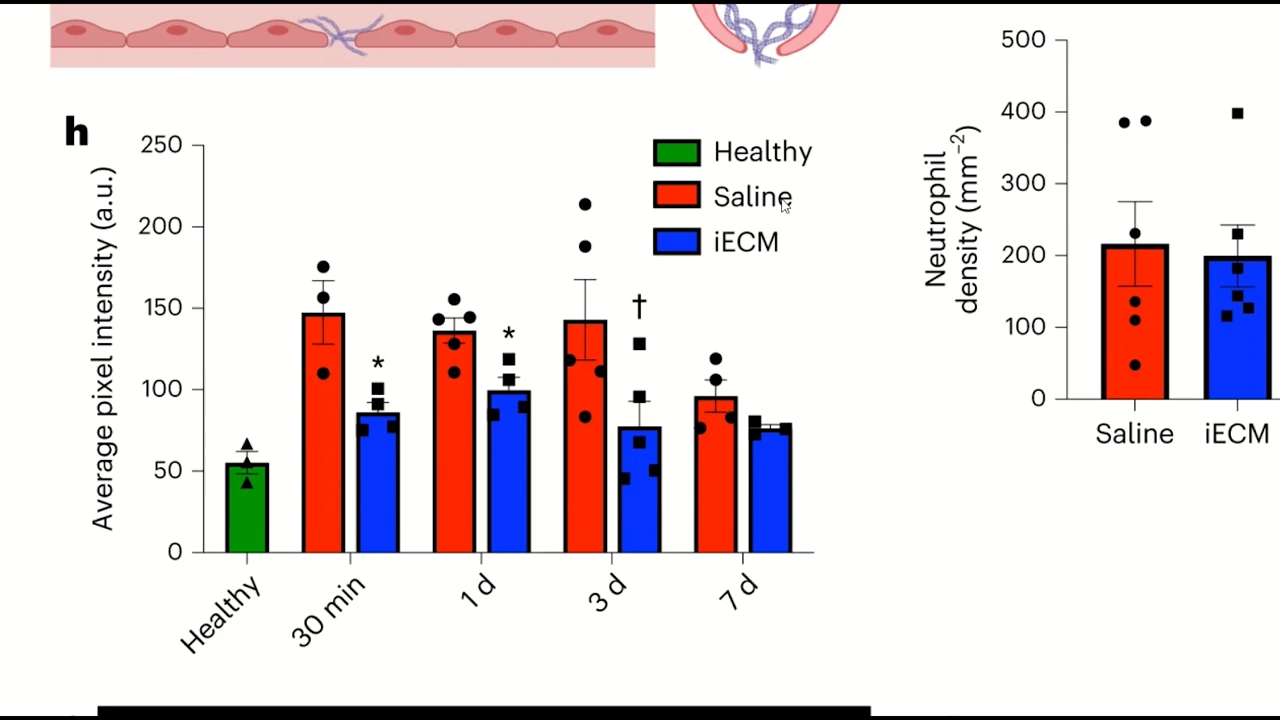 h
Average pixel intensity (a.u.)
250
200
150
100
50
0
Healthy
Saline
iECM
*
*
†
Healthy
30 min
1 d
3 d
7 d
Neutrophil
density (mm⁻²)
500
400
300
200
100
0
Saline
iECM